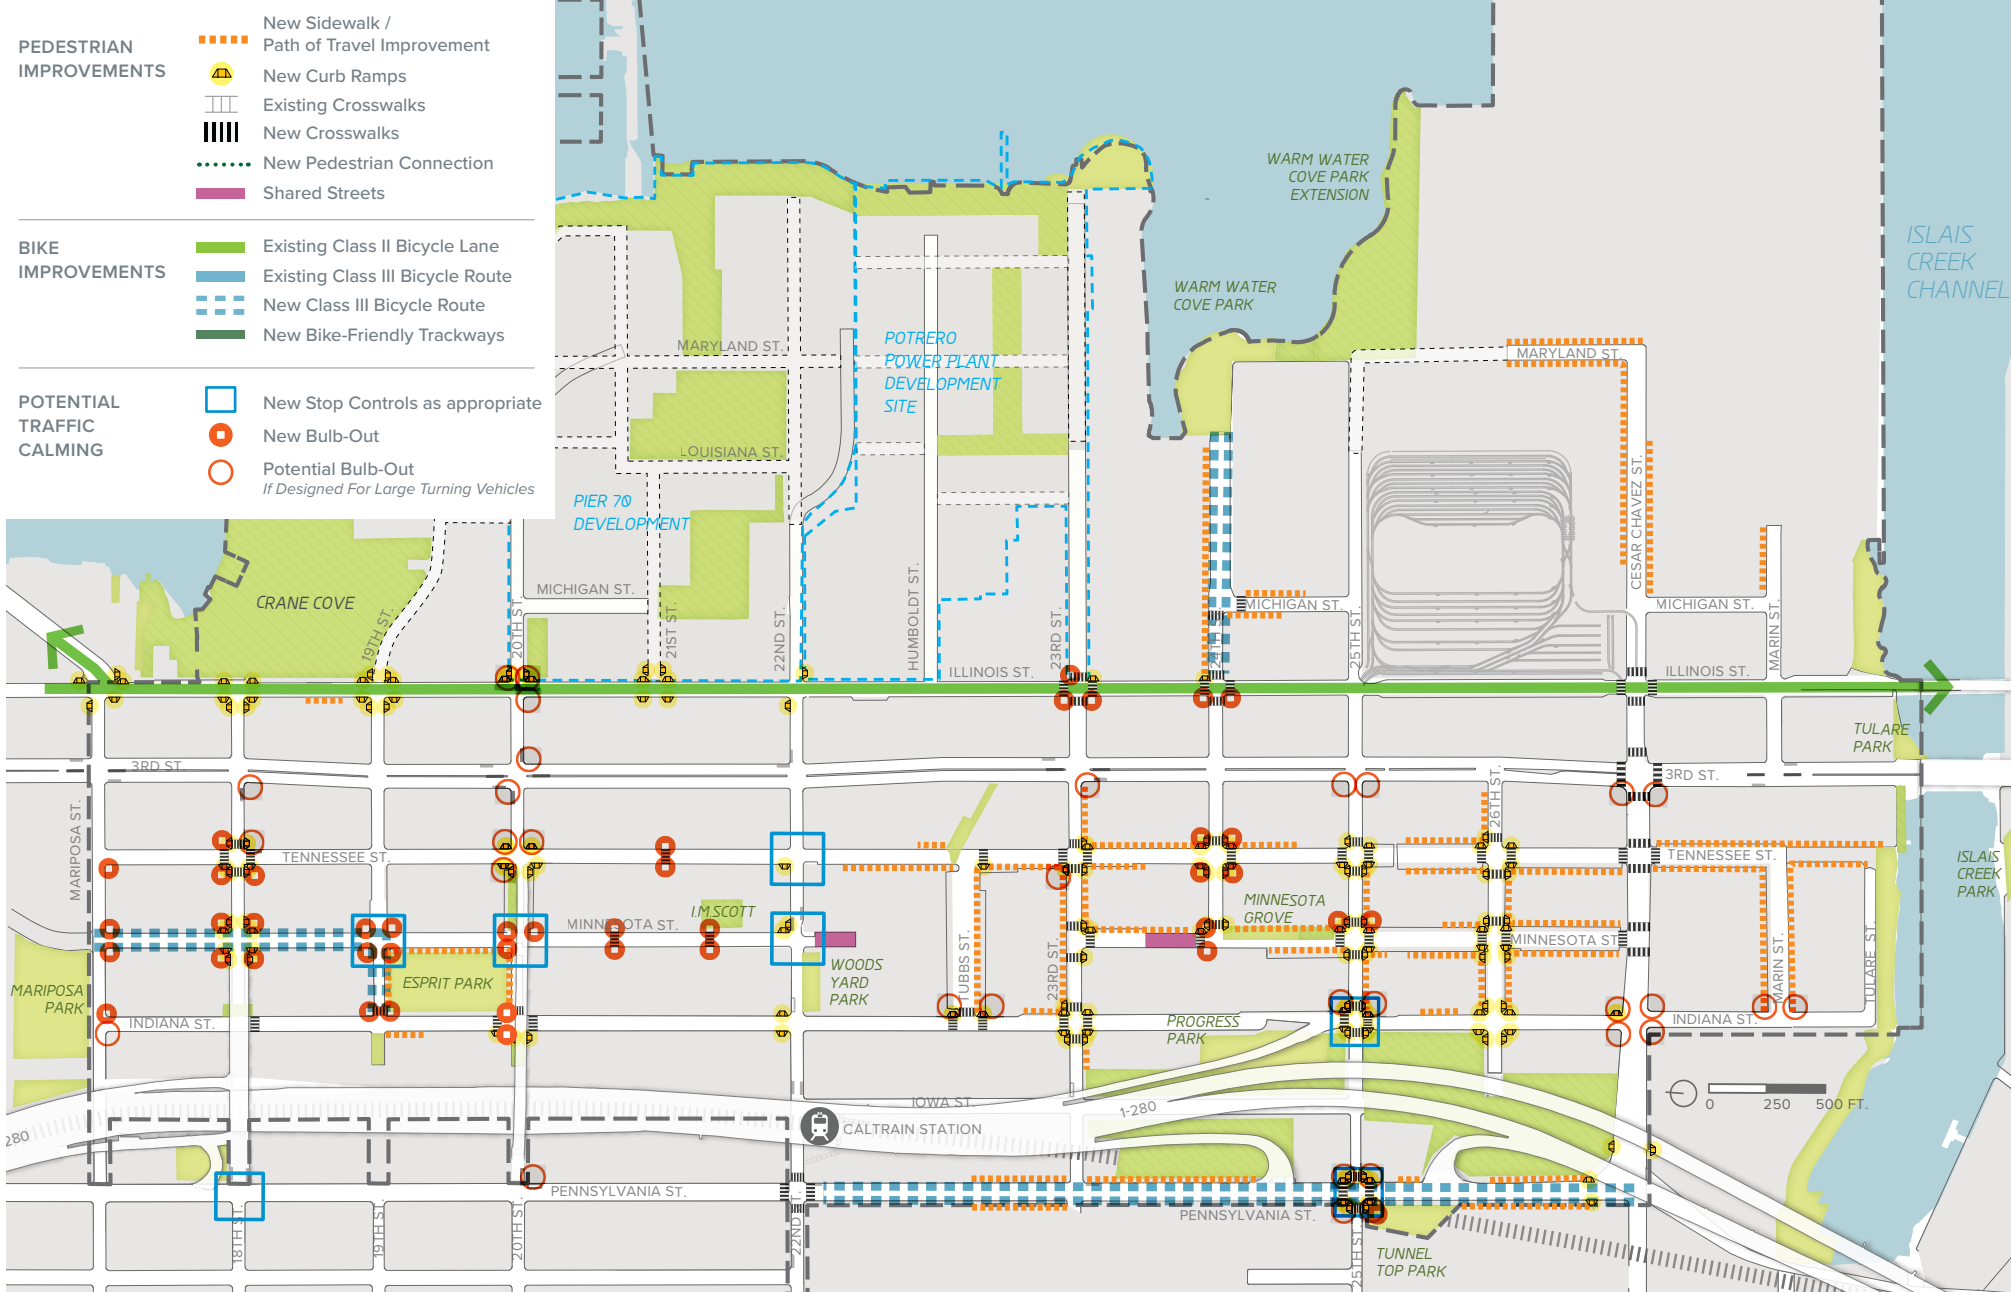 PEDESTRIAN
IMPROVEMENTS
New Sidewalk /
Path of Travel Improvement
New Curb Ramps
Existing Crosswalks
New Crosswalks
New Pedestrian Connection
Shared Streets
BIKE
IMPROVEMENTS
Existing Class II Bicycle Lane
Existing Class III Bicycle Route
New Class III Bicycle Route
New Bike-Friendly Trackways
POTENTIAL
TRAFFIC
CALMING
New Stop Controls as appropriate
New Bulb-Out
Potential Bulb-Out
If Designed For Large Turning Vehicles
WARM WATER
COVE PARK
EXTENSION
ISLAIS
CREEK
CHANNEL
WARM WATER
COVE PARK
MARYLAND ST.
POTRERO
POWER PLANT
DEVELOPMENT
SITE
MARYLAND ST.
LOUISIANA ST.
PIER 70
DEVELOPMENT
CESAR CHAVEZ ST.
CRANE COVE
MICHIGAN ST.
MICHIGAN ST.
MICHIGAN ST.
19TH ST.
20TH ST.
21ST ST.
22ND ST.
HUMBOLDT ST.
23RD ST.
24TH ST.
25TH ST.
MARIN ST.
ILLINOIS ST.
ILLINOIS ST.
TULARE
PARK
3RD ST.
3RD ST.
MARIPOSA ST.
26TH ST.
TENNESSEE ST.
TENNESSEE ST.
ISLAIS
CREEK
PARK
I.M.SCOTT
MINNESOTA
GROVE
MINNESOTA ST.
MINNESOTA ST.
MARIPOSA
PARK
ESPRIT PARK
WOODS
YARD
PARK
TUBBS ST.
23RD ST.
MARIN ST.
TULARE ST.
INDIANA ST.
PROGRESS
PARK
INDIANA ST.
IOWA ST.
1-280
280
CALTRAIN STATION
0
250
500 FT.
PENNSYLVANIA ST.
PENNSYLVANIA ST.
18TH ST.
19TH ST.
20TH ST.
22ND ST.
25TH ST.
TUNNEL
TOP PARK